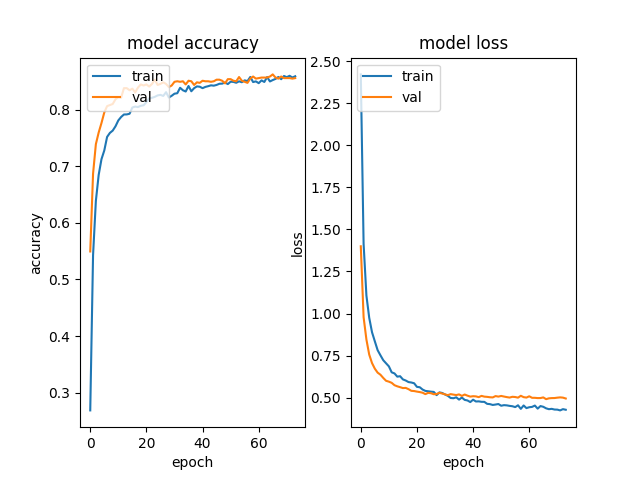 model accuracy
train
val
0.8
0.7
0.6
0.5
0.4
0.3
accuracy
0
20
40
60
epoch
model loss
train
val
2.50
2.25
2.00
1.75
1.50
1.25
1.00
0.75
0.50
loss
0
20
40
60
epoch